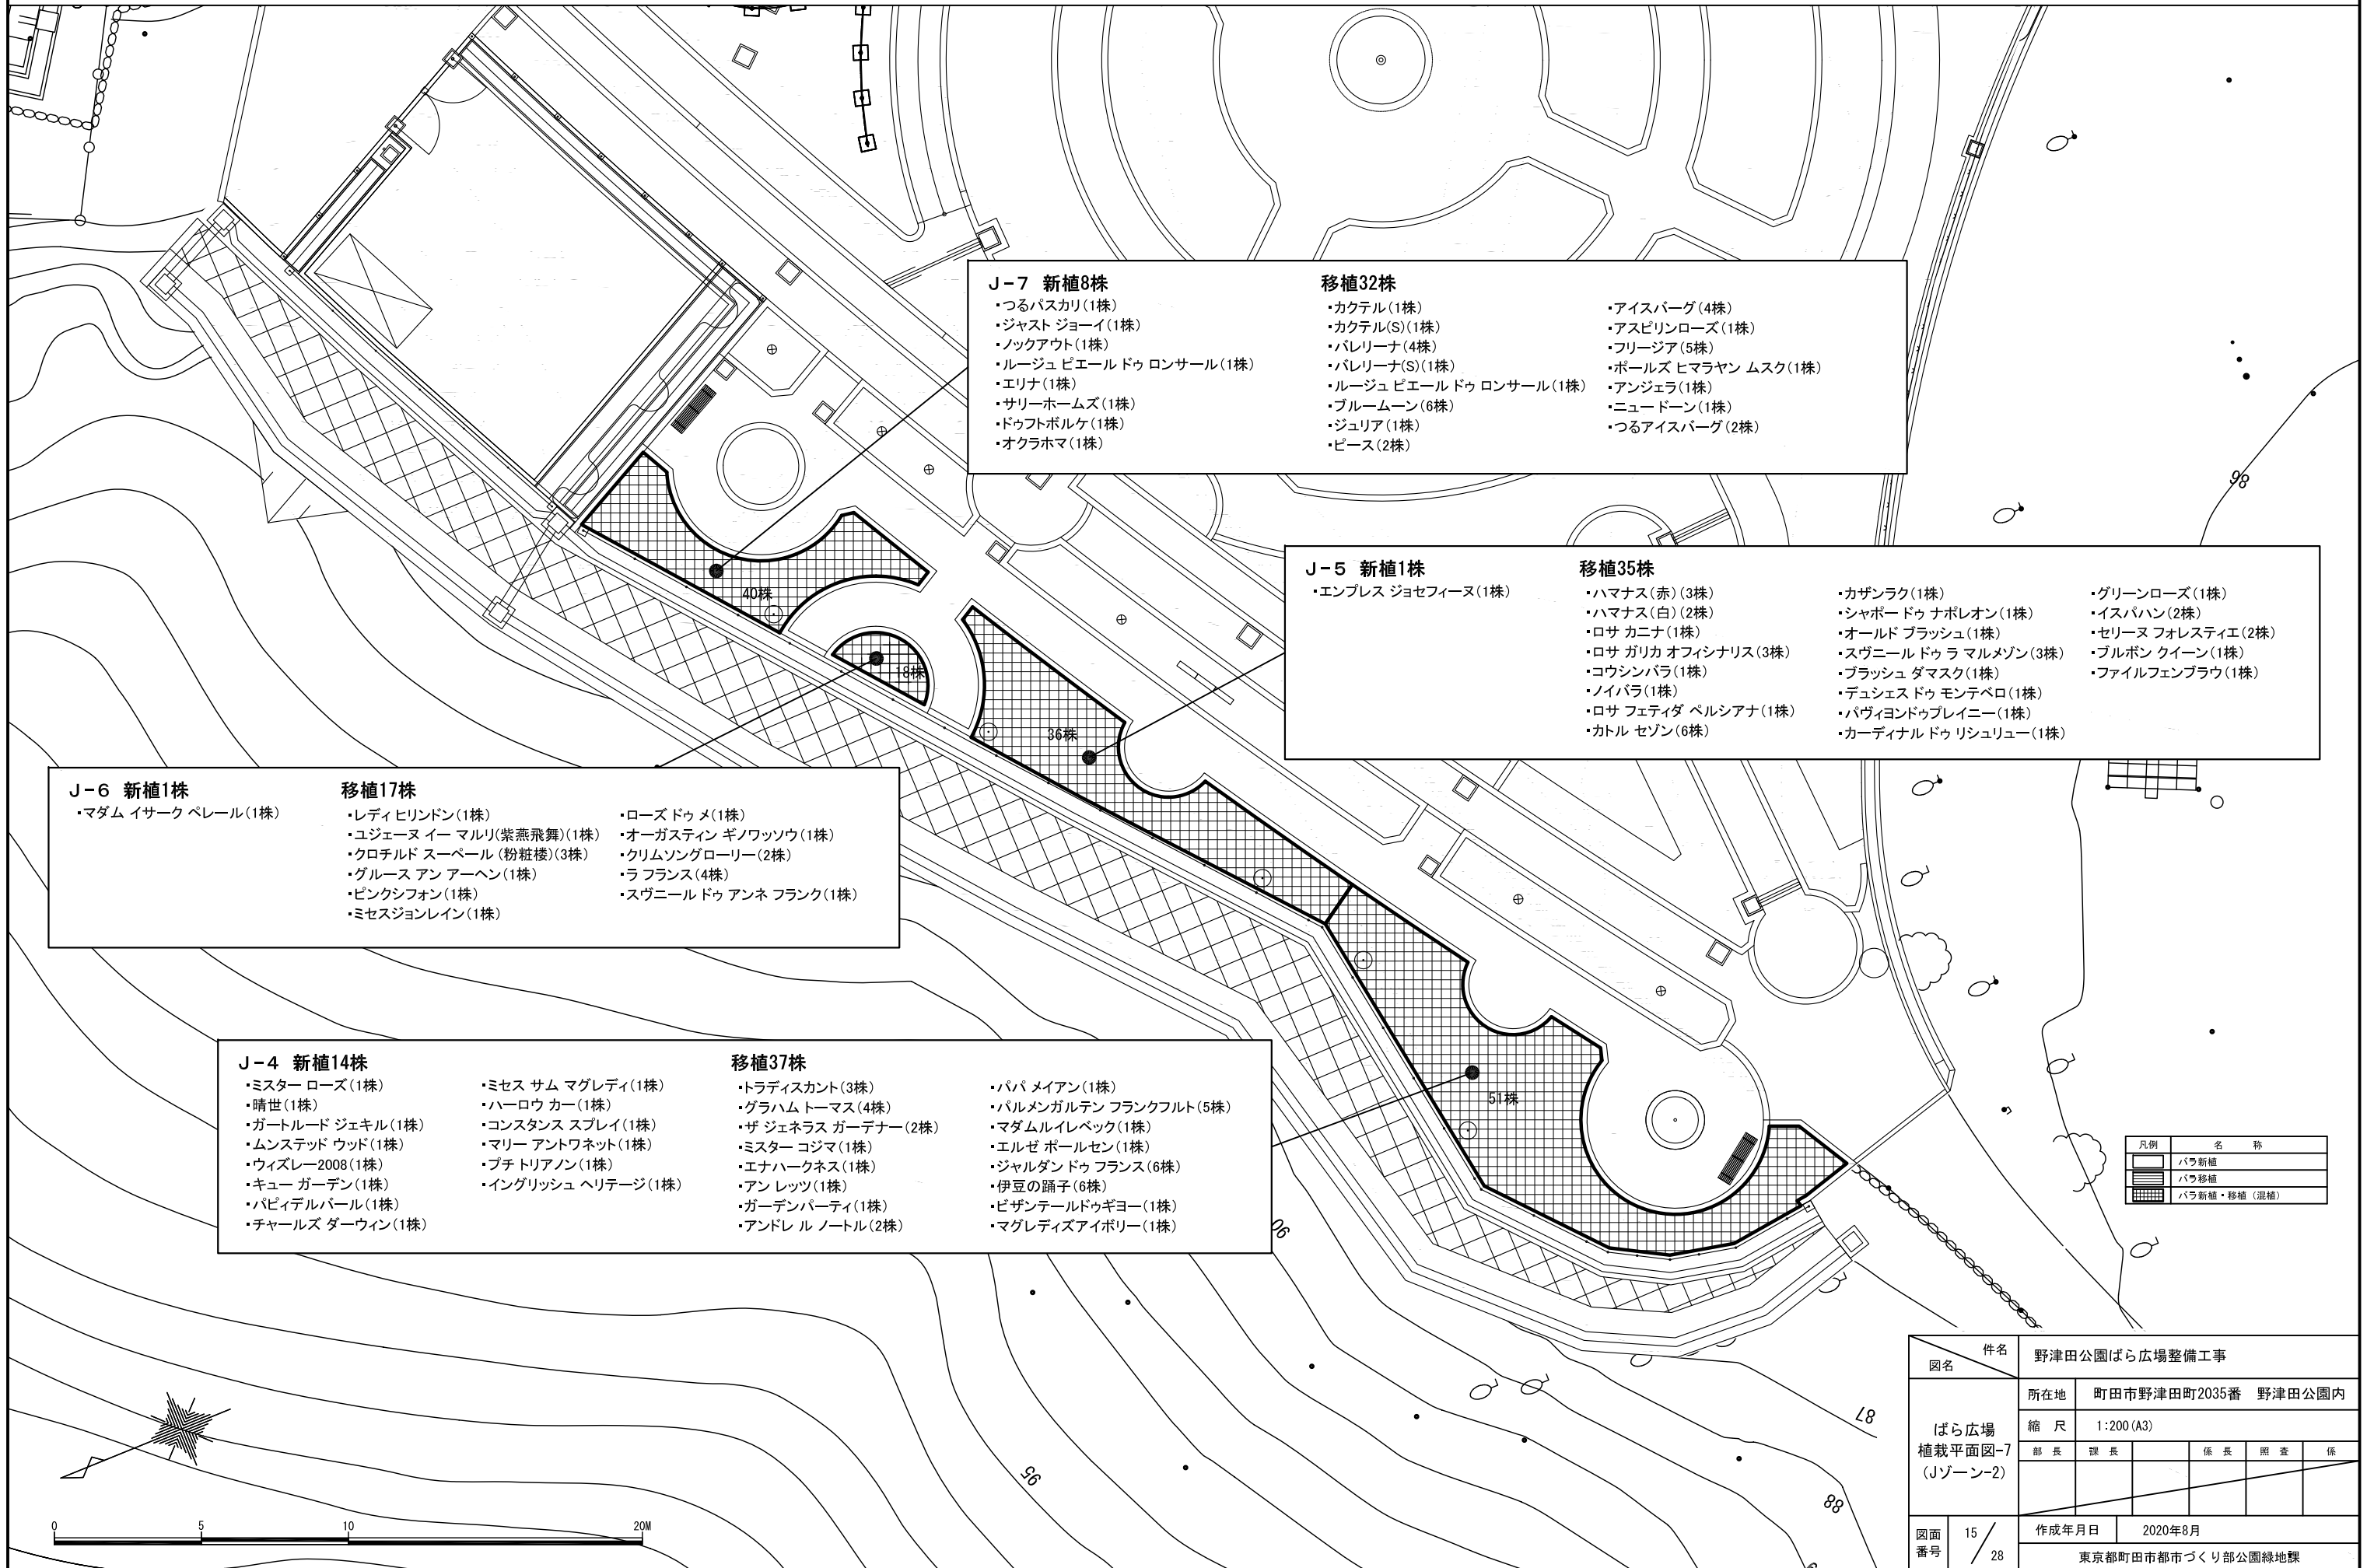 J-7 新植8株
・つるパスカリ(1株)
・ジャスト ジョーイ(1株)
・ノックアウト(1株)
・ルージュ ピエール ドゥ ロンサール(1株)
・エリナ(1株)
・サリーホームズ(1株)
・ドゥフトボルケ(1株)
・オクラホマ(1株)
移植32株
・カクテル(1株)
・カクテル(S)(1株)
・バレリーナ(4株)
・バレリーナ(S)(1株)
・ルージュ ピエール ドゥ ロンサール(1株)
・ブルームーン(6株)
・ジュリア(1株)
・ピース(2株)
・アイスバーグ(4株)
・アスピリンローズ(1株)
・フリージア(5株)
・ポールズ ヒマラヤン ムスク(1株)
・アンジェラ(1株)
・ニュードーン(1株)
・つるアイスバーグ(2株)
98
J-5 新植1株
・エンプレス ジョセフィーヌ(1株)
移植35株
・ハマナス(赤)(3株)
・ハマナス(白)(2株)
・ロサ カニナ(1株)
・ロサ ガリカ オフィシナリス(3株)
・コウシンバラ(1株)
・ノイバラ(1株)
・ロサ フェティダ ペルシアナ(1株)
・カトル セゾン(6株)
・カザンラク(1株)
・シャポー ドゥ ナポレオン(1株)
・オールド ブラッシュ(1株)
・スヴニール ドゥ ラ マルメゾン(3株)
・ブラッシュ ダマスク(1株)
・デュシェス ドゥ モンテベロ(1株)
・パヴィヨンドゥプレイニー(1株)
・カーディナル ドゥ リシュリュー(1株)
・グリーンローズ(1株)
・イスパハン(2株)
・セリーヌ フォレスティエ(2株)
・ブルボン クイーン(1株)
・ファイルフェンブラウ(1株)
40株
18株
36株
51株
J-6 新植1株
・マダム イサーク ペレール(1株)
移植17株
・レディ ヒリンドン(1株)
・ユジェーヌ イー マルリ(紫燕飛舞)(1株)
・クロチルド スーペール (粉粧楼)(3株)
・グルース アン アーヘン(1株)
・ピンクシフォン(1株)
・ミセスジョンレイン(1株)
・ローズ ドゥ メ(1株)
・オーガスティン ギノワッソウ(1株)
・クリムソングローリー(2株)
・ラ フランス(4株)
・スヴニール ドゥ アンネ フランク(1株)
J-4 新植14株
・ミスター ローズ(1株)
・晴世(1株)
・ガートルード ジェキル(1株)
・ムンステッド ウッド(1株)
・ウィズレー2008(1株)
・キュー ガーデン(1株)
・パピィデルバール(1株)
・チャールズ ダーウィン(1株)
・ミセス サム マグレディ(1株)
・ハーロウ カー(1株)
・コンスタンス スプレイ(1株)
・マリー アントワネット(1株)
・プチ トリアノン(1株)
・イングリッシュ ヘリテージ(1株)
移植37株
・トラディスカント(3株)
・グラハム トーマス(4株)
・ザ ジェネラス ガーデナー(2株)
・ミスター コジマ(1株)
・エナハークネス(1株)
・アン レッツ(1株)
・ガーデンパーティ(1株)
・アンドレ ル ノートル(2株)
・パパ メイアン(1株)
・パルメンガルテン フランクフルト(5株)
・マダムルイレベック(1株)
・エルゼ ポールセン(1株)
・ジャルダン ドゥ フランス(6株)
・伊豆の踊子(6株)
・ビザンテールドゥギヨー(1株)
・マグレディズアイボリー(1株)
凡例 名 称
バラ新植
バラ移植
バラ新植・移植(混植)
90
95
87
88
0 5 10 20M
件名
図名
野津田公園ばら広場整備工事
所在地 町田市野津田町2035番 野津田公園内
縮 尺 1:200(A3)
ばら広場
植栽平面図-7
(Jゾーン-2)
部 長 課 長 係 長 照 査 係
図面
番号
15/28
作成年月日 2020年8月
東京都町田市都市づくり部公園緑地課